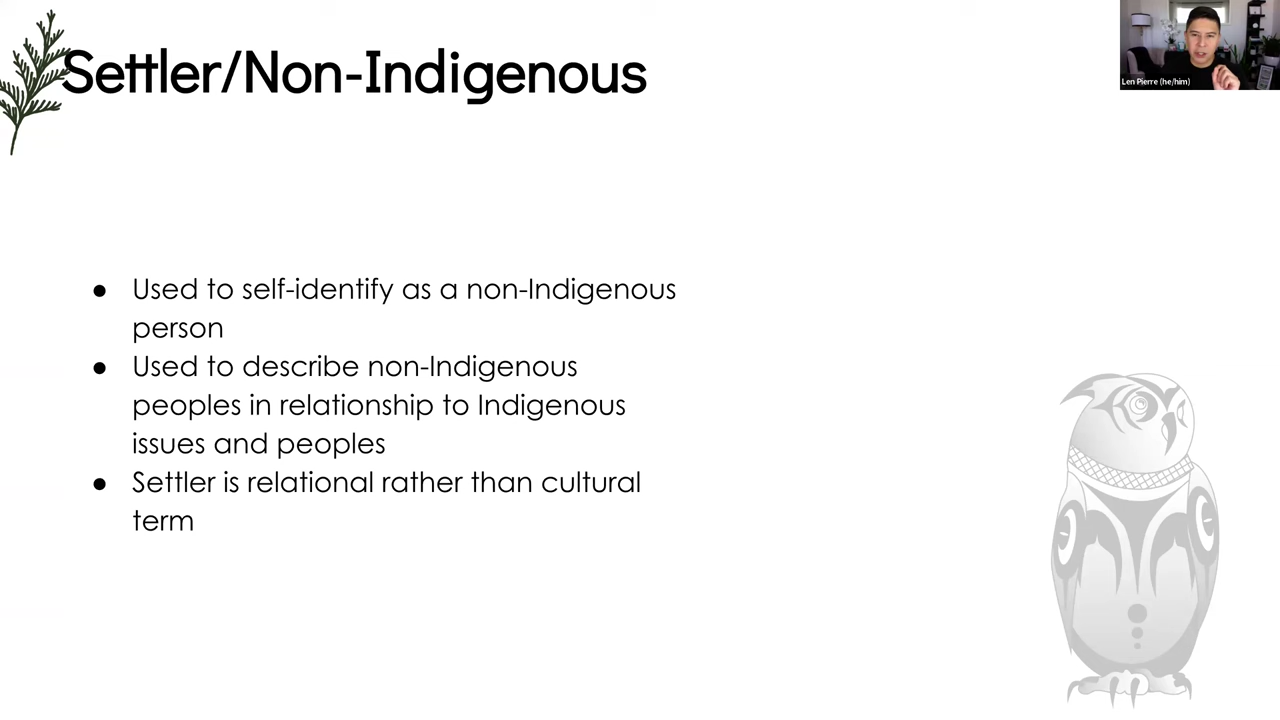 Settler/Non-Indigenous
Len Pierre (he/him)
● Used to self-identify as a non-Indigenous
person
● Used to describe non-Indigenous
peoples in relationship to Indigenous
issues and peoples
● Settler is relational rather than cultural
term